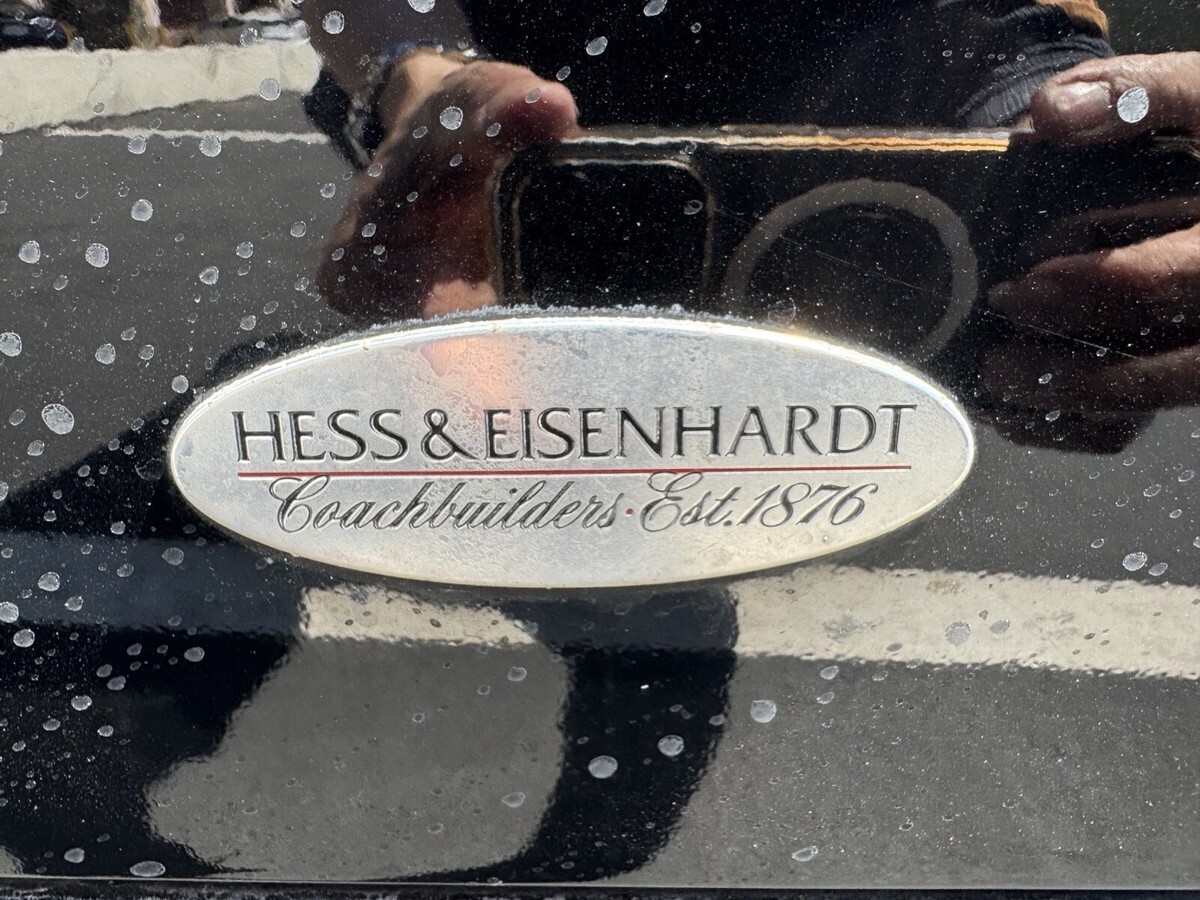 HESS & EISENHARDT
Coachbuilders · Est. 1876